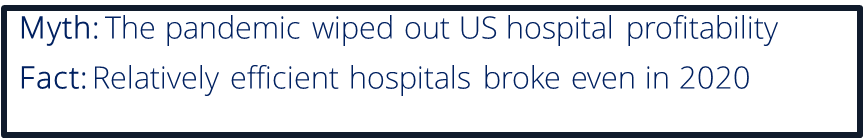 Myth: The pandemic wiped out US hospital profitability
Fact: Relatively efficient hospitals broke even in 2020